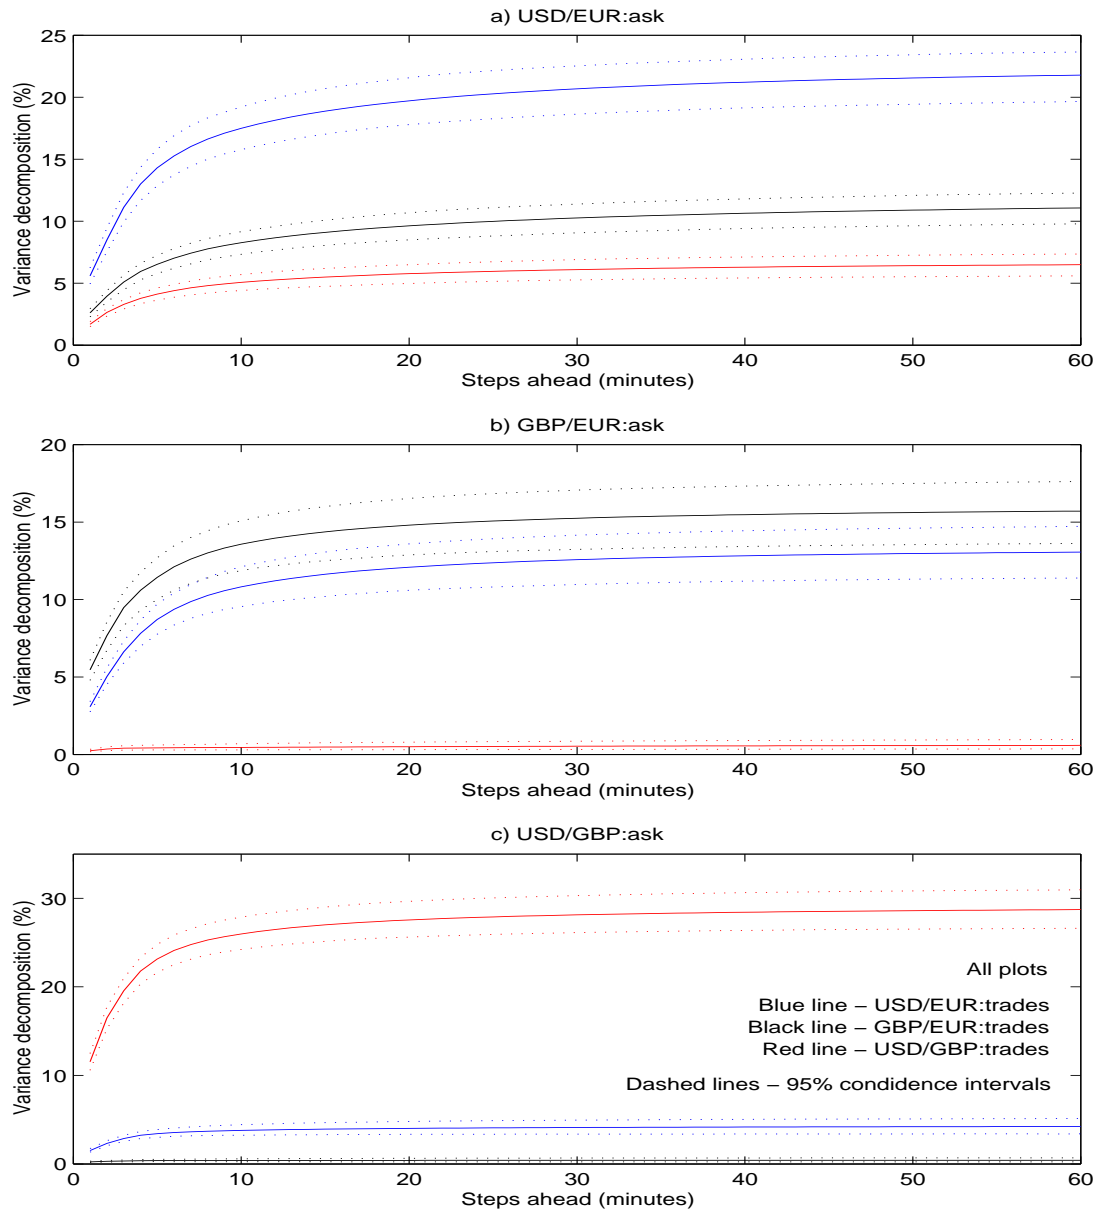 a) USD/EUR:ask
Variance decomposition (%)
25
20
15
10
5
0
0 10 20 30 40 50 60
Steps ahead (minutes)
b) GBP/EUR:ask
Variance decomposition (%)
20
15
10
5
0
0 10 20 30 40 50 60
Steps ahead (minutes)
c) USD/GBP:ask
Variance decomposition (%)
30
20
10
0
All plots
Blue line – USD/EUR:trades
Black line – GBP/EUR:trades
Red line – USD/GBP:trades
Dashed lines – 95% condidence intervals
0 10 20 30 40 50 60
Steps ahead (minutes)